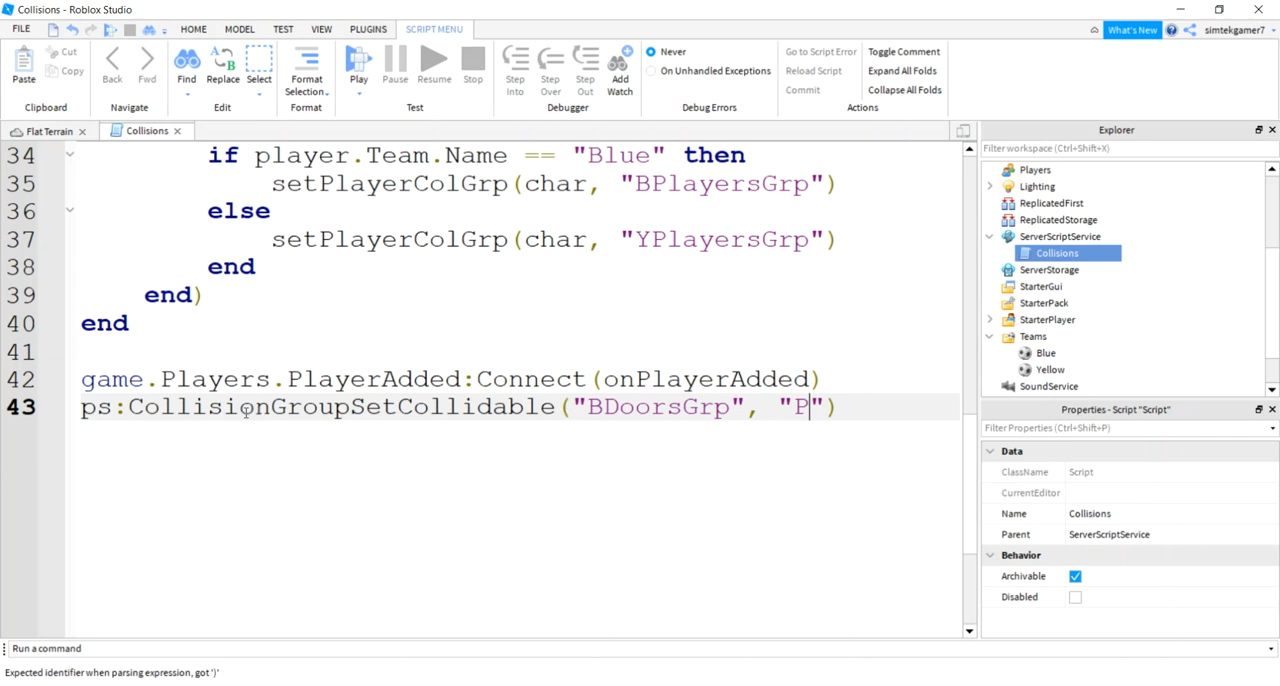 Collisions - Roblox Studio
FILE HOME MODEL TEST VIEW PLUGINS SCRIPT MENU What's New simtekgamer7
Paste Cut Copy Back Fwd Find Replace Select Format Selection Play Pause Resume Stop Step Into Step Over Step Out Add Watch Never On Unhandled Exceptions Go to Script Error Reload Script Commit Toggle Comment Expand All Folds Collapse All Folds
Clipboard Navigate Edit Format Test Debugger Debug Errors Actions
Flat Terrain Collisions
34 if player.Team.Name == "Blue" then
35 setPlayerColGrp(char, "BPlayersGrp")
36 else
37 setPlayerColGrp(char, "YPlayersGrp")
38 end
39 end)
40 end
41
42 game.Players.PlayerAdded:Connect(onPlayerAdded)
43 ps:CollisionGroupSetCollidable("BDoorsGrp", "P")
Explorer
Filter workspace (Ctrl+Shift+X)
Players
Lighting
ReplicatedFirst
ReplicatedStorage
ServerScriptService
Collisions
ServerStorage
StarterGui
StarterPack
StarterPlayer
Teams
Blue
Yellow
SoundService
Properties - Script "Script"
Filter Properties (Ctrl+Shift+P)
Data
ClassName Script
CurrentEditor
Name Collisions
Parent ServerScriptService
Behavior
Archivable
Disabled
Run a command
Expected identifier when parsing expression, got ')'